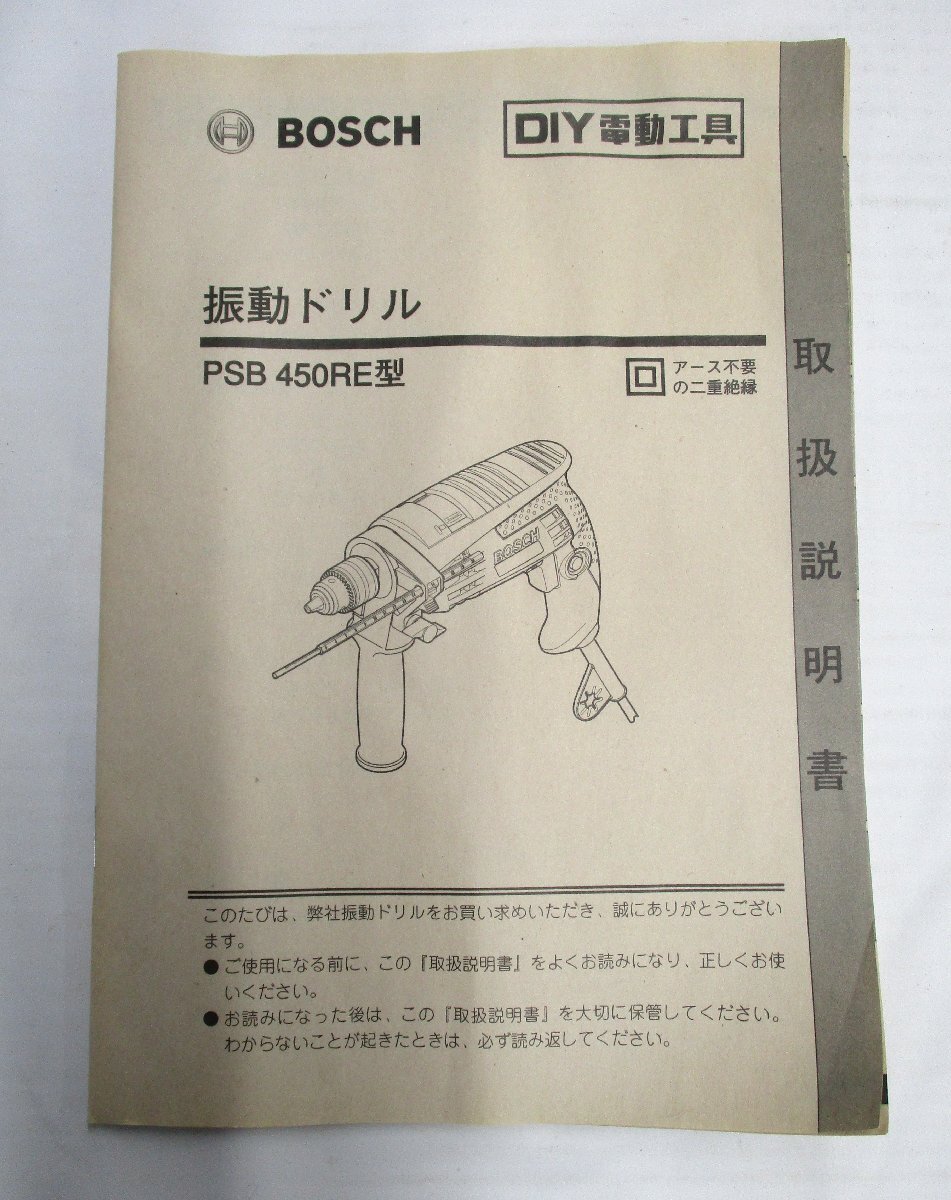 BOSCH
DIY電動工具
振動ドリル
PSB 450RE型
アース不要
の二重絶縁
取扱説明書
BOSCH
このたびは、弊社振動ドリルをお買い求めいただき、誠にありがとうござい
ます。
● ご使用になる前に、この『取扱説明書』をよくお読みになり、正しくお使
いください。
● お読みになった後は、この『取扱説明書』を大切に保管してください。
わからないことが起きたときは、必ず読み返してください。